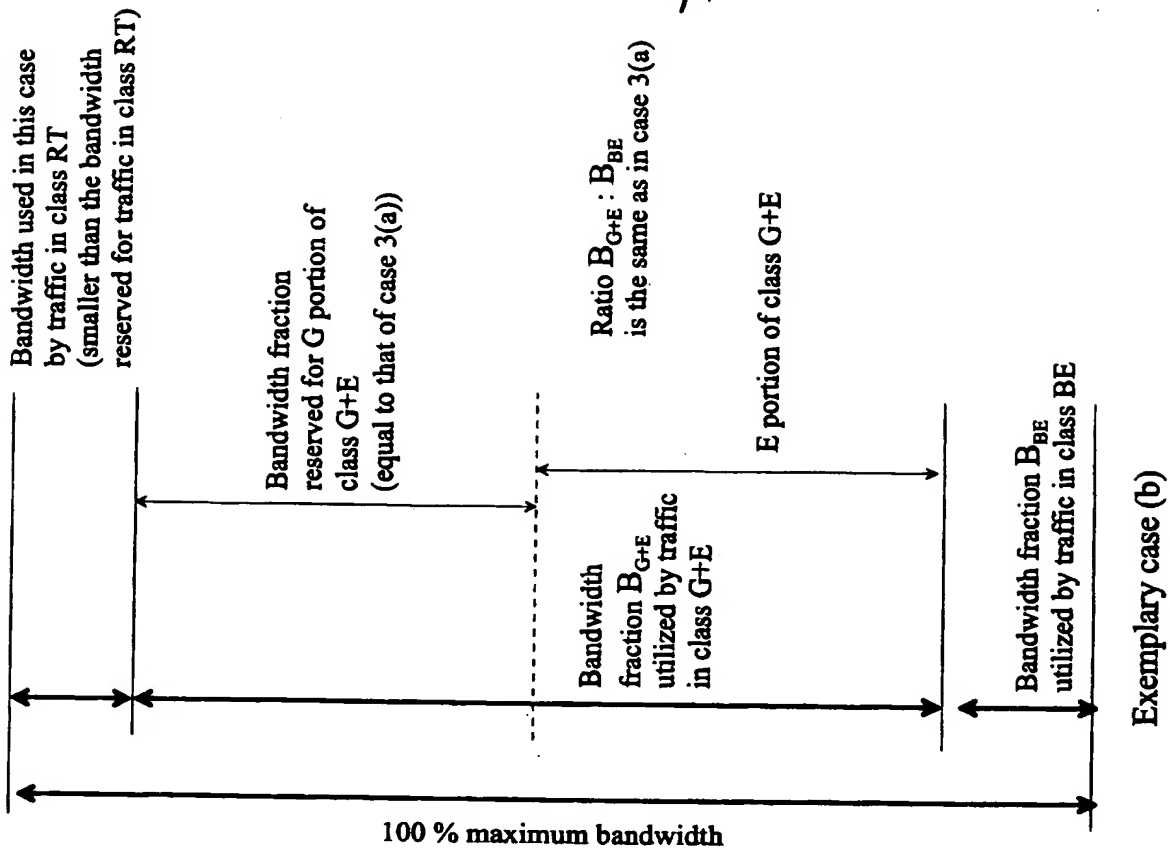 Bandwidth used in this case
by traffic in class RT
(smaller than the bandwidth
reserved for traffic in class RT)
Bandwidth fraction
reserved for G portion of
class G+E
(equal to that of case 3(a))
Ratio B_G+E : B_BE
is the same as in case 3(a)
E portion of class G+E
Bandwidth
fraction B_G+E
utilized by traffic
in class G+E
Bandwidth fraction B_BE
utilized by traffic in class BE
100 % maximum bandwidth
Exemplary case (b)